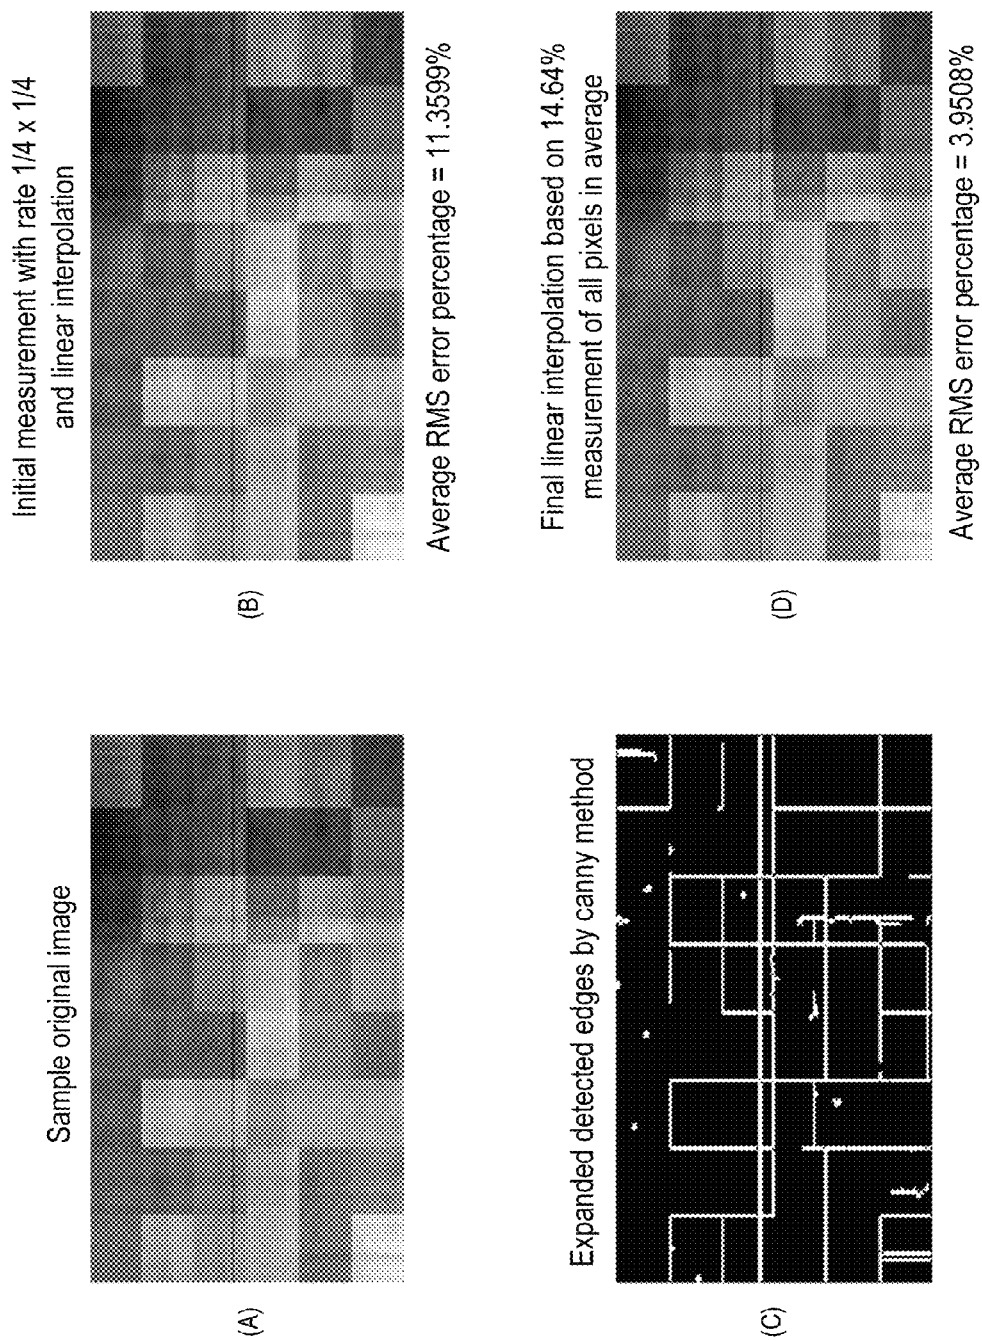 Sample original image
(A)
Initial measurement with rate 1/4 x 1/4
and linear interpolation
(B)
Average RMS error percentage = 11.3599%
Expanded detected edges by canny method
(C)
Final linear interpolation based on 14.64%
measurement of all pixels in average
(D)
Average RMS error percentage = 3.9508%